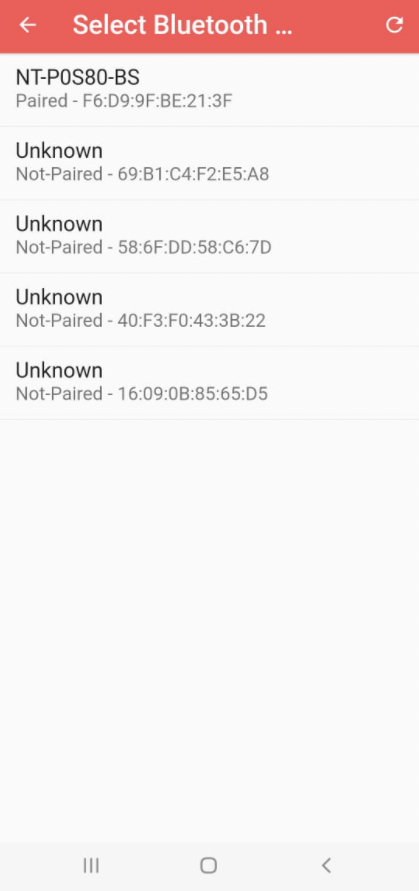 Select Bluetooth ...
NT-P0S80-BS
Paired - F6:D9:9F:BE:21:3F
Unknown
Not-Paired - 69:B1:C4:F2:E5:A8
Unknown
Not-Paired - 58:6F:DD:58:C6:7D
Unknown
Not-Paired - 40:F3:F0:43:3B:22
Unknown
Not-Paired - 16:09:0B:85:65:D5